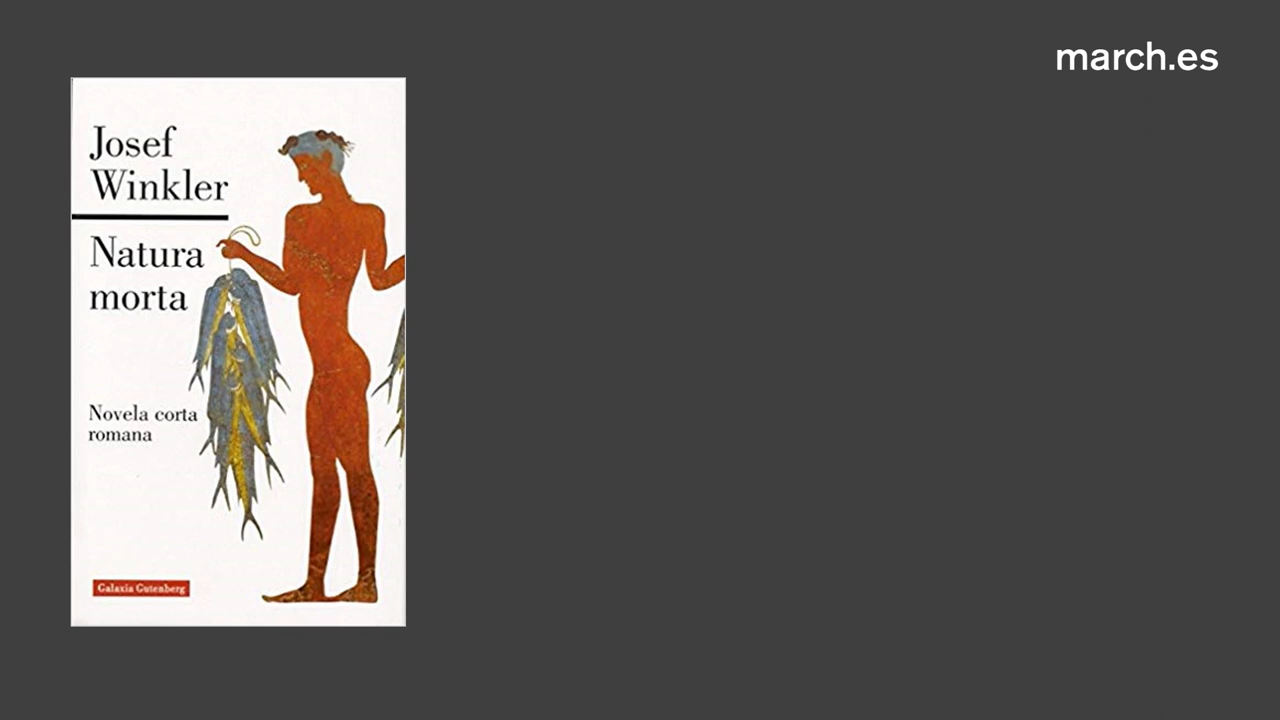 march.es
Josef
Winkler
Natura
morta
Novela corta
romana
Galaxia Gutenberg